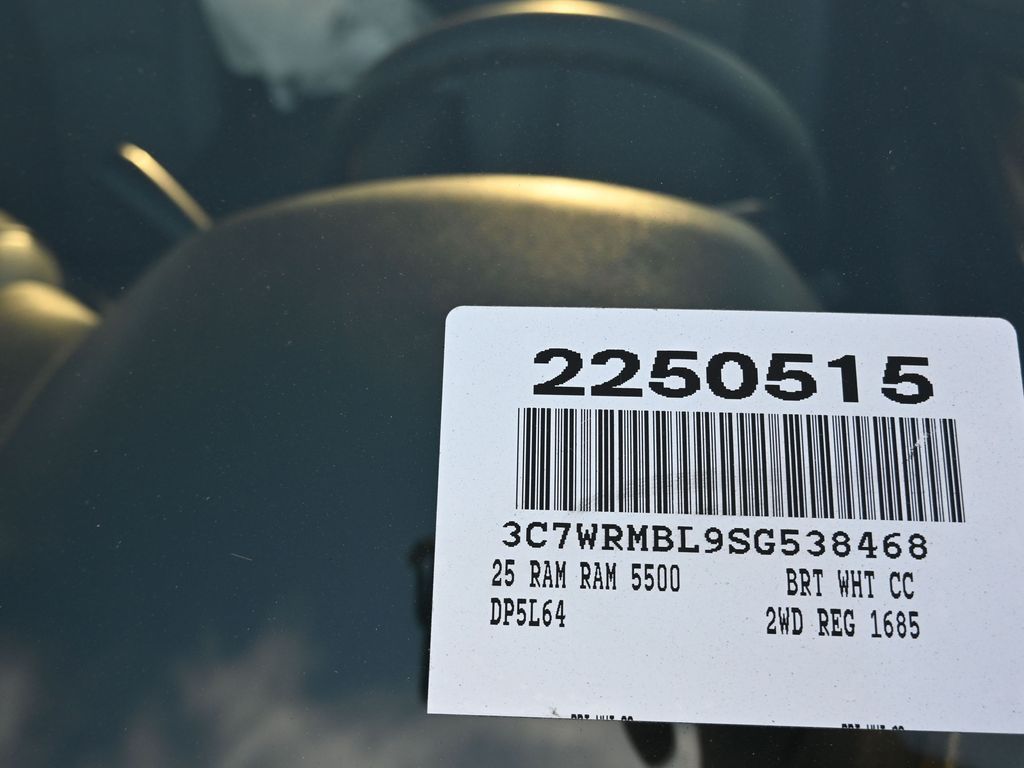 2250515
3C7WRMBL9SG538468
25 RAM RAM 5500 BRT WHT CC
DP5L64 2WD REG 1685